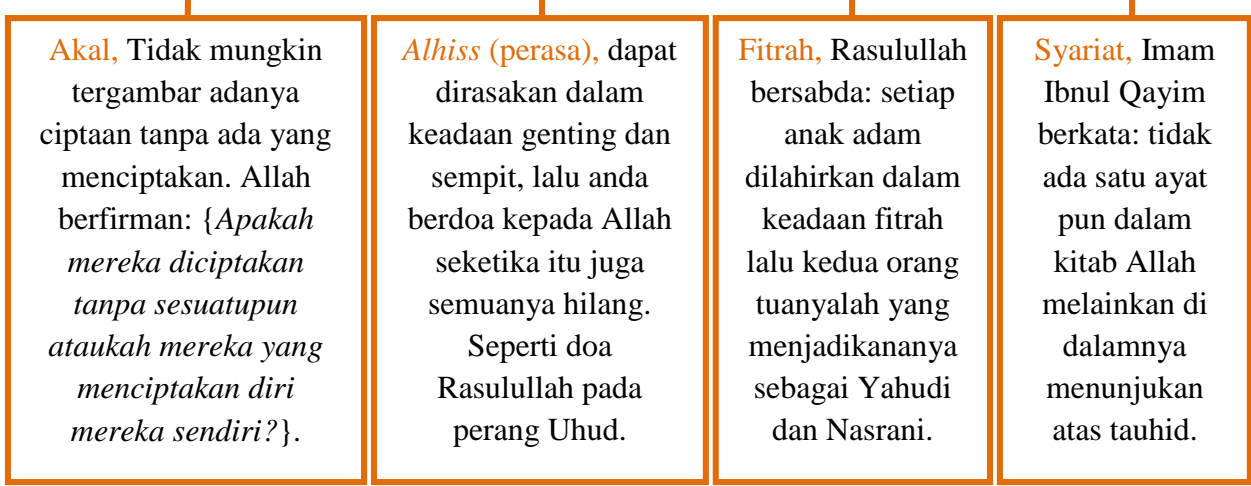 Akal, Tidak mungkin
tergambar adanya
ciptaan tanpa ada yang
menciptakan. Allah
berfirman: {Apakah
mereka diciptakan
tanpa sesuatupun
ataukah mereka yang
menciptakan diri
mereka sendiri?}.
Alhiss (perasa), dapat
dirasakan dalam
keadaan genting dan
sempit, lalu anda
berdoa kepada Allah
seketika itu juga
semuanya hilang.
Seperti doa
Rasulullah pada
perang Uhud.
Fitrah, Rasulullah
bersabda: setiap
anak adam
dilahirkan dalam
keadaan fitrah
lalu kedua orang
tuanyalah yang
menjadikananya
sebagai Yahudi
dan Nasrani.
Syariat, Imam
Ibnul Qayim
berkata: tidak
ada satu ayat
pun dalam
kitab Allah
melainkan di
dalamnya
menunjukan
atas tauhid.